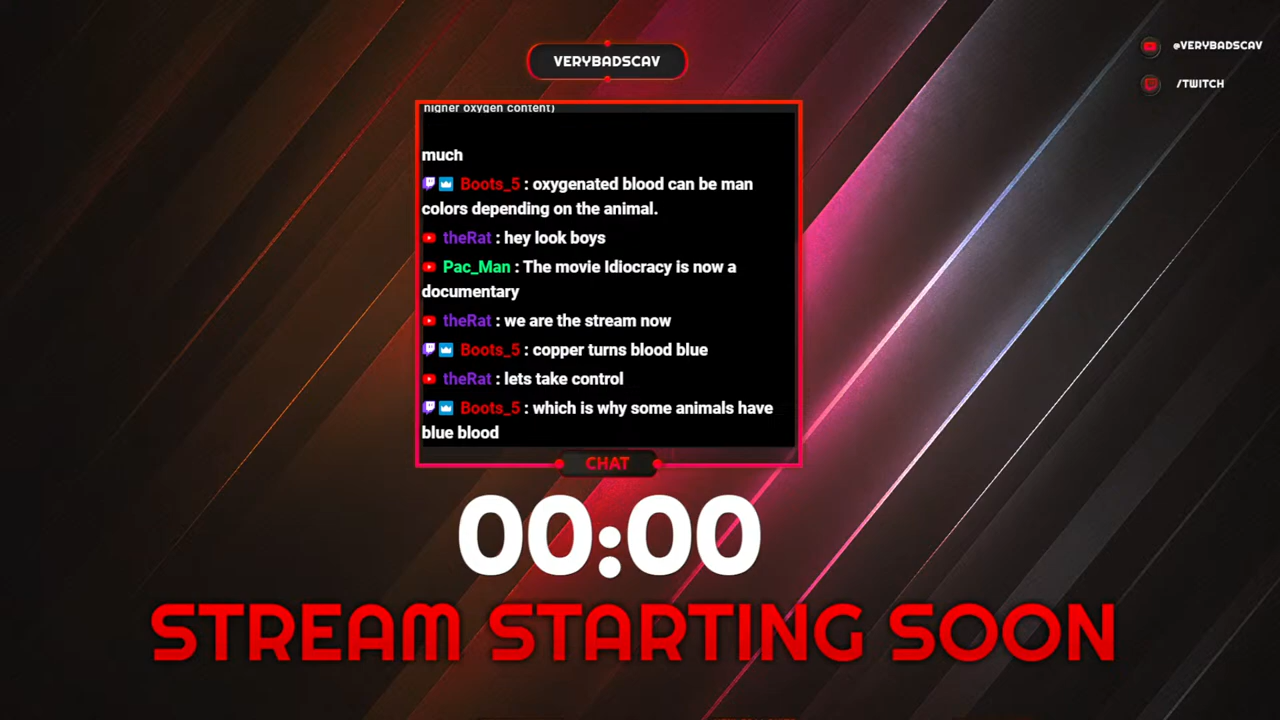 VERYBADSCAV
@VERYBADSCAV
/TWITCH
higher oxygen content)
much
Boots_5 : oxygenated blood can be man
colors depending on the animal.
theRat : hey look boys
Pac_Man : The movie Idiocracy is now a
documentary
theRat : we are the stream now
Boots_5 : copper turns blood blue
theRat : lets take control
Boots_5 : which is why some animals have
blue blood
CHAT
00:00
STREAM STARTING SOON